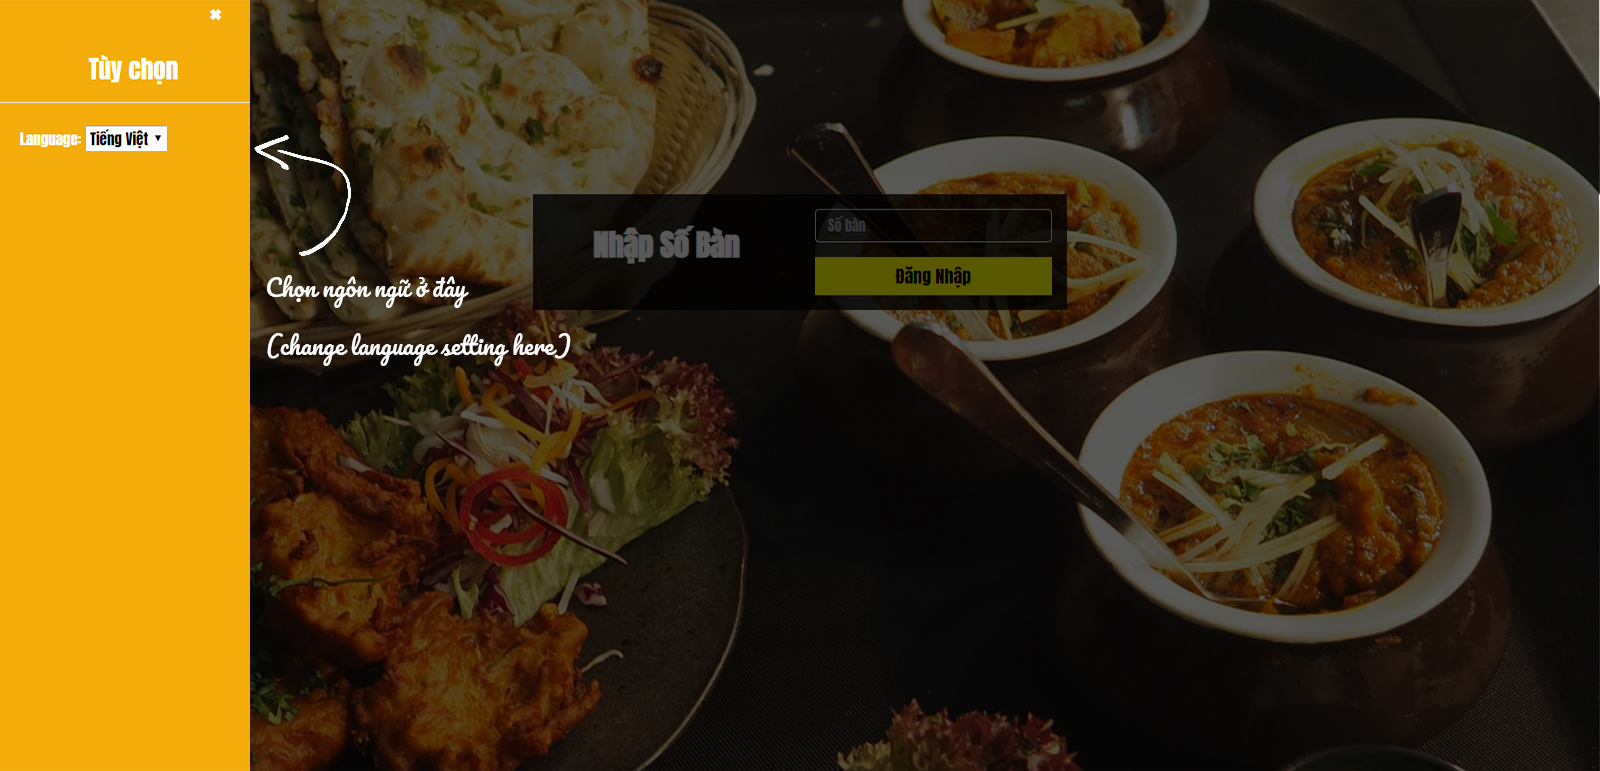 Tùy chọn
Language: Tiếng Việt
Nhập Số Bàn
Số bàn
Đăng Nhập
Chọn ngôn ngữ ở đây
(change language setting here)